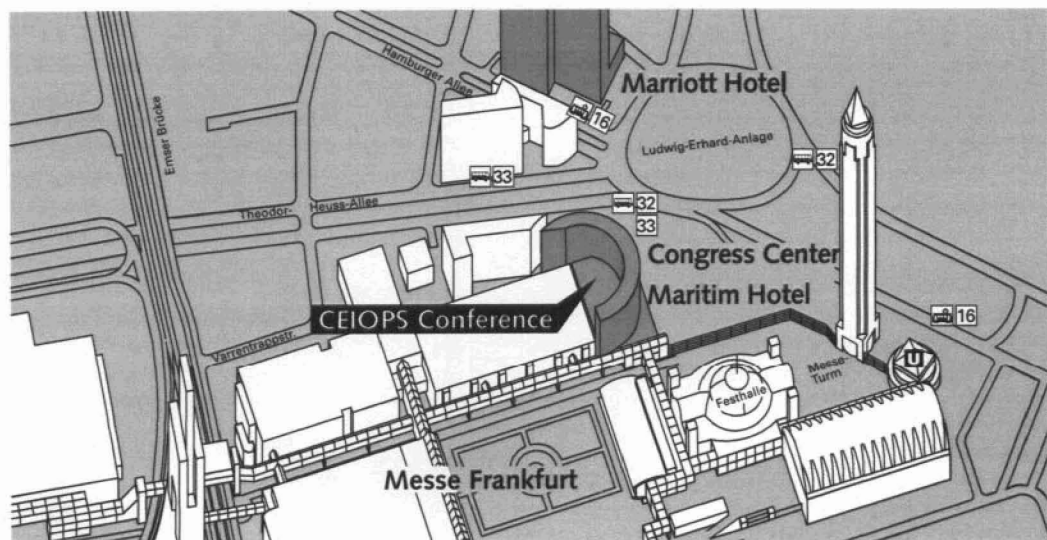 Hamburger Allee
Marriott Hotel
16
Emser Brücke
Ludwig-Erhard-Anlage
32
33
Theodor- Heuss-Allee
32
33
Congress Center
Maritim Hotel
CEIOPS Conference
16
Varrentrappstr.
Messe-
Turm
U
Festhalle
Messe Frankfurt